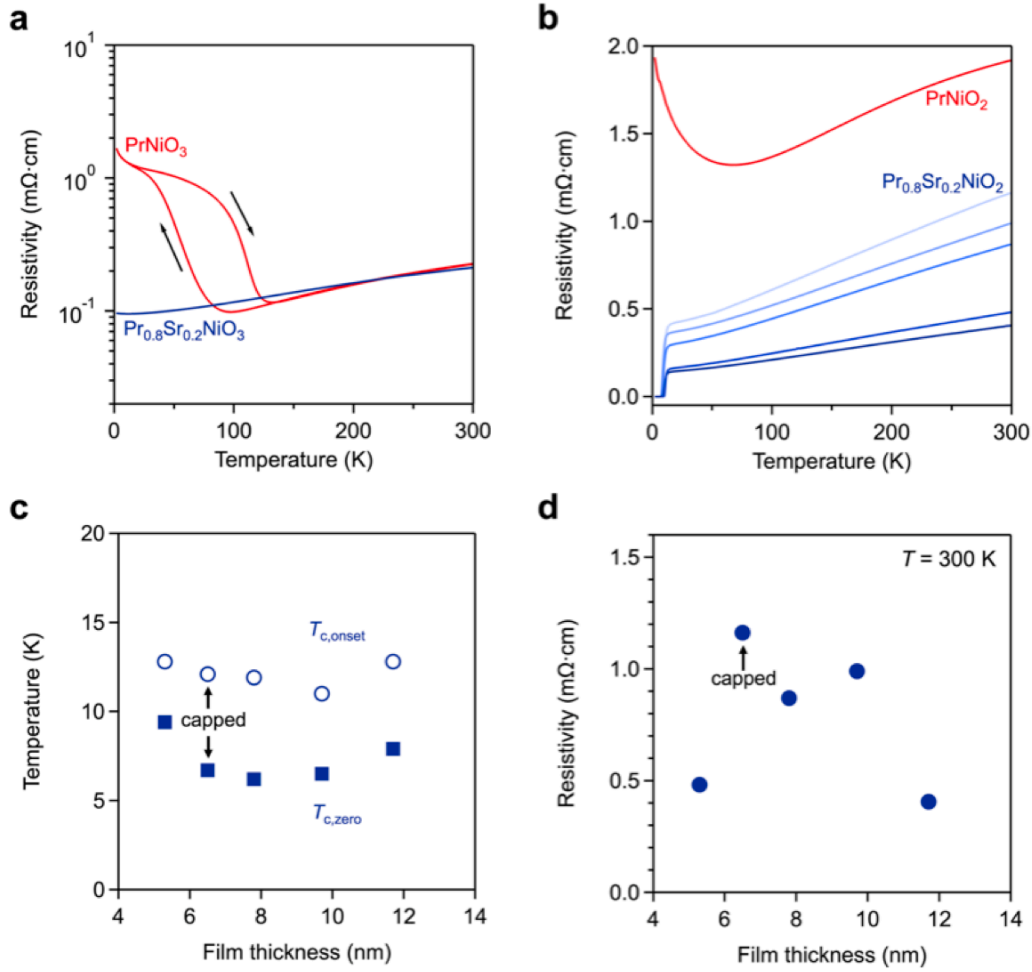 a
10¹
10⁰
10⁻¹
Resistivity (mΩ·cm)
PrNiO₃
Pr₀.₈Sr₀.₂NiO₃
0
100
200
300
Temperature (K)
b
2.0
1.5
1.0
0.5
0.0
Resistivity (mΩ·cm)
PrNiO₂
Pr₀.₈Sr₀.₂NiO₂
0
100
200
300
Temperature (K)
c
20
15
10
5
0
Temperature (K)
Tc,onset
capped
Tc,zero
4
6
8
10
12
14
Film thickness (nm)
d
1.5
1.0
0.5
0.0
Resistivity (mΩ·cm)
T = 300 K
capped
4
6
8
10
12
14
Film thickness (nm)